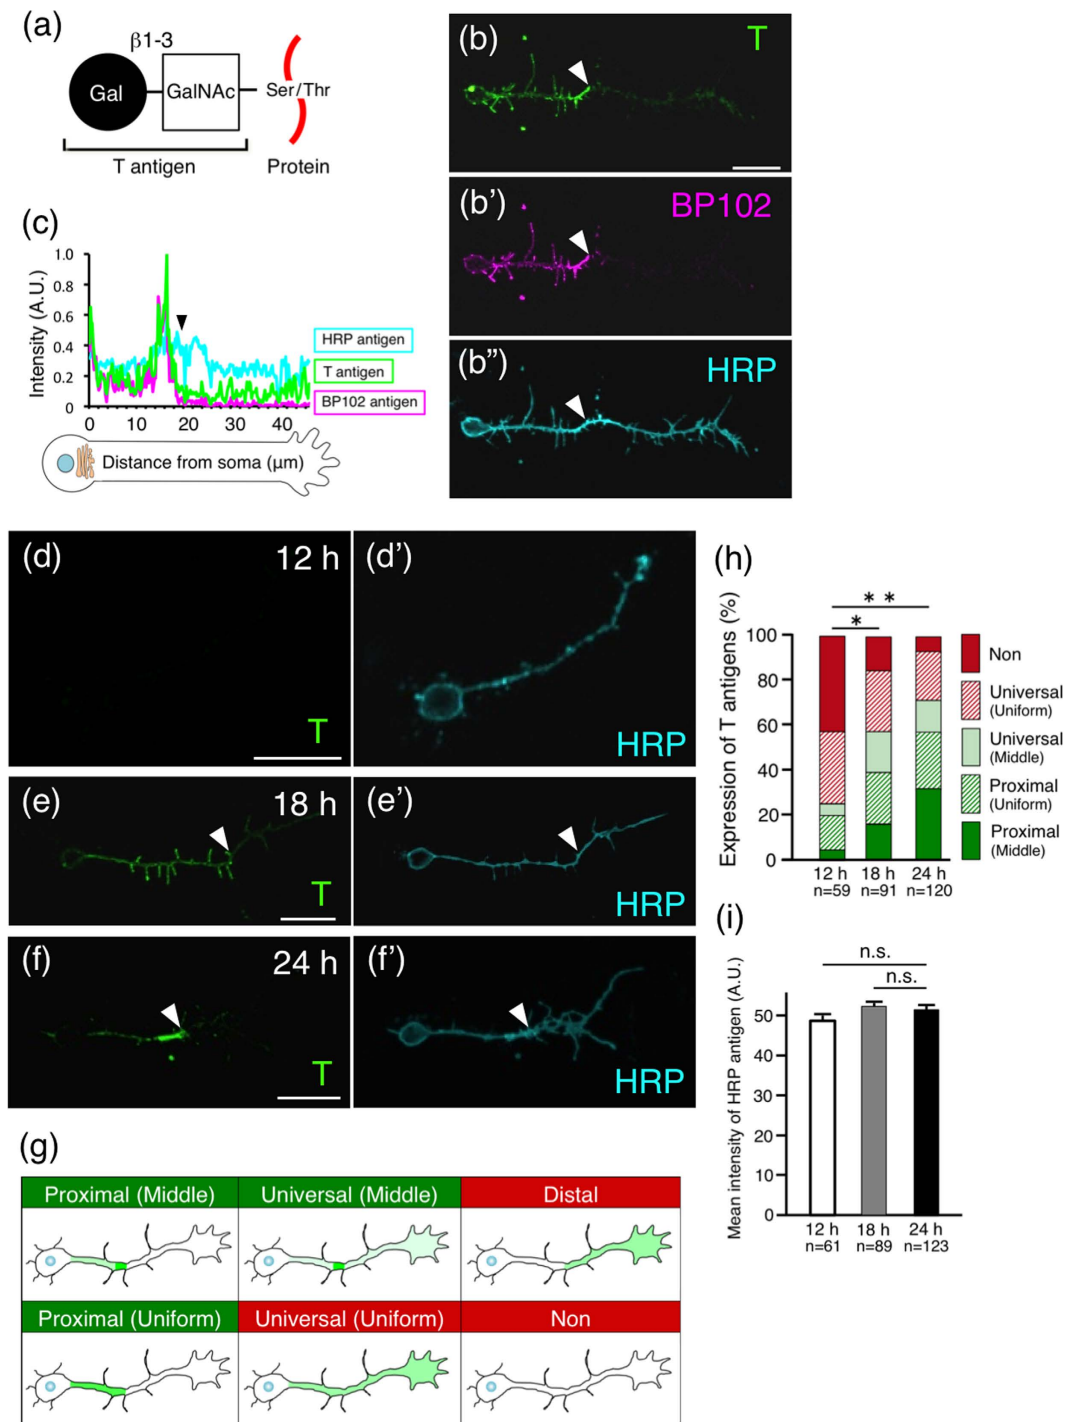 (a)
β1-3
Gal
GalNAc
Ser/Thr
T antigen
Protein
(b)
T
(b')
BP102
(b")
HRP
(c)
Intensity (A.U.)
1.0
0.8
0.6
0.4
0.2
0
0 10 20 30 40
HRP antigen
T antigen
BP102 antigen
Distance from soma (μm)
(d)
12 h
T
(d')
HRP
(e)
18 h
T
(e')
HRP
(f)
24 h
T
(f')
HRP
(g)
Proximal (Middle)
Universal (Middle)
Distal
Proximal (Uniform)
Universal (Uniform)
Non
(h)
Expression of T antigens (%)
* *
*
100
80
60
40
20
0
12 h 18 h 24 h
n=59 n=91 n=120
Non
Universal
(Uniform)
Universal
(Middle)
Proximal
(Uniform)
Proximal
(Middle)
(i)
Mean intensity of HRP antigen (A.U.)
n.s.
n.s.
50
40
30
20
10
0
12 h 18 h 24 h
n=61 n=89 n=123